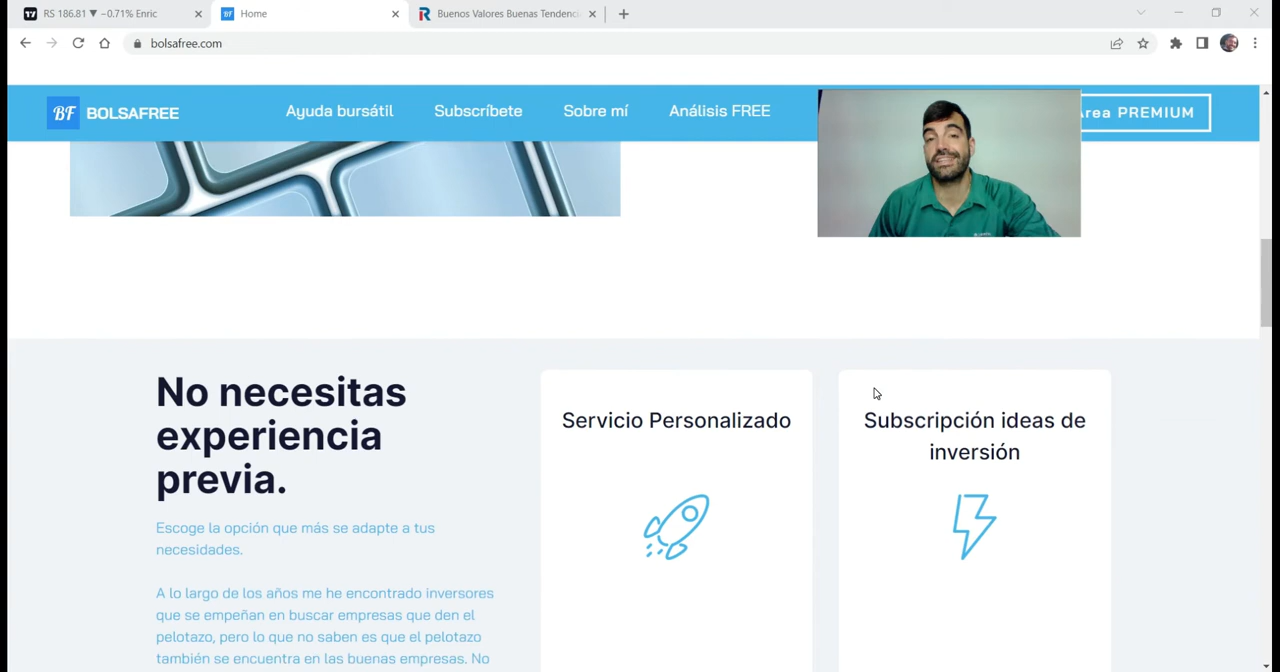 RS 186.81 ▼ −0.71% Enric
Home
Buenos Valores Buenas Tendenci
bolsafree.com
BF BOLSAFREE
Ayuda bursátil
Subscríbete
Sobre mí
Análisis FREE
Área PREMIUM
No necesitas
experiencia
previa.
Escoge la opción que más se adapte a tus
necesidades.
A lo largo de los años me he encontrado inversores
que se empeñan en buscar empresas que den el
pelotazo, pero lo que no saben es que el pelotazo
también se encuentra en las buenas empresas. No
Servicio Personalizado
Subscripción ideas de
inversión